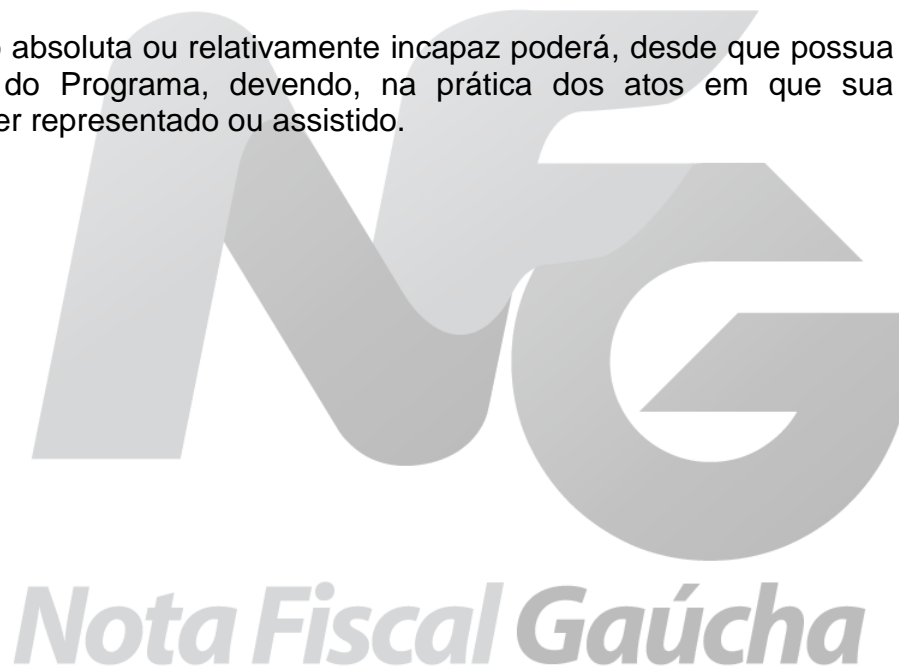 absoluta ou relativamente incapaz poderá, desde que possua
do Programa, devendo, na prática dos atos em que sua
er representado ou assistido.
NFG
Nota Fiscal Gaúcha